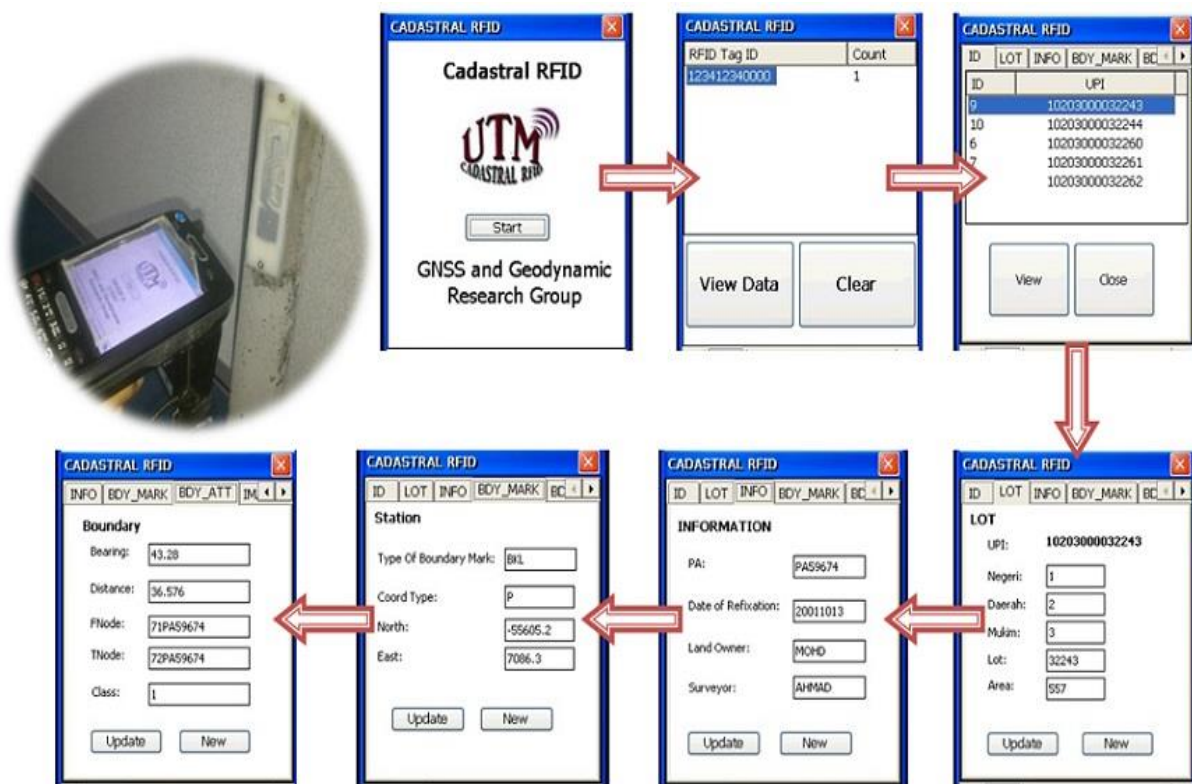 CADASTRAL RFID
Cadastral RFID
UTM
CADASTRAL RFID
Start
GNSS and Geodynamic
Research Group
CADASTRAL RFID
RFID Tag ID Count
123412340000 1
View Data Clear
CADASTRAL RFID
ID LOT INFO BDY_MARK BD
ID UPI
9 10203000032243
10 10203000032244
6 10203000032260
7 10203000032261
10203000032262
View Close
CADASTRAL RFID
ID LOT INFO BDY_MARK BD
LOT
UPI: 10203000032243
Negeri: 1
Daerah: 2
Mukim: 3
Lot: 32243
Area: 557
Update New
CADASTRAL RFID
ID LOT INFO BDY_MARK BD
INFORMATION
PA: PA59674
Date of Refixation: 20011013
Land Owner: MOHD
Surveyor: AHMAD
Update New
CADASTRAL RFID
ID LOT INFO BDY_MARK BD
Station
Type Of Boundary Mark: BKL
Coord Type: P
North: -55605.2
East: 7086.3
Update New
CADASTRAL RFID
INFO BDY_MARK BDY_ATT IM
Boundary
Bearing: 43.28
Distance: 36.576
FNode: 71PA59674
TNode: 72PA59674
Class: 1
Update New
UTM